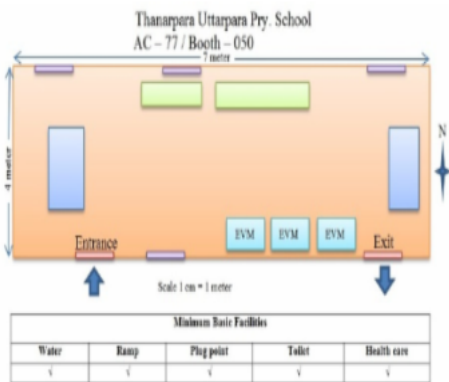 Thanarpara Uttarpara Pry. School
AC – 77 / Booth – 050
7 meter
4 meter
N
EVM EVM EVM
Entrance
Exit
Scale 1 cm = 1 meter
Minimum Basic Facilities
Water Ramp Plug point Toilet Health care
√ √ √ √ √